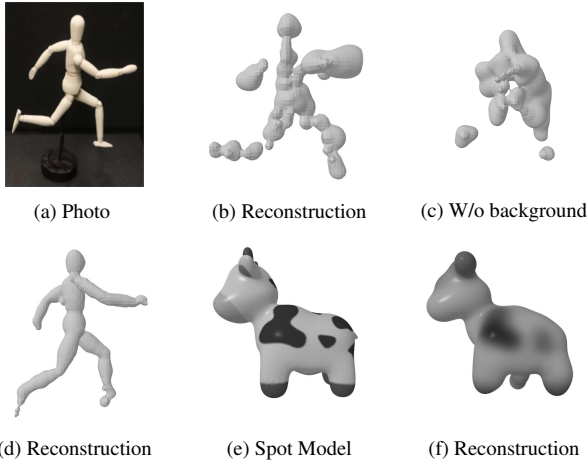 (a) Photo
(b) Reconstruction
(c) W/o background
(d) Reconstruction
(e) Spot Model
(f) Reconstruction